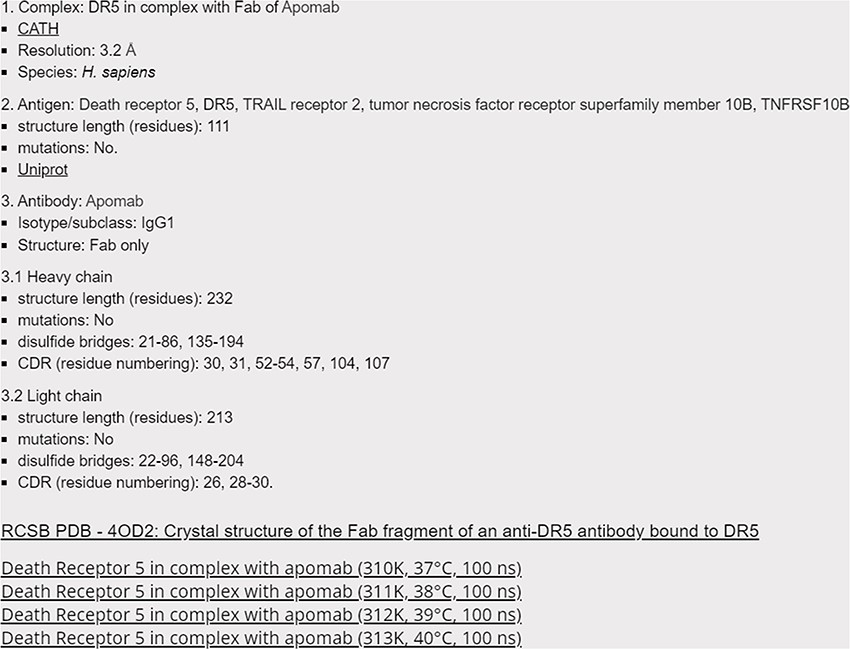 1. Complex: DR5 in complex with Fab of Apomab
▪ CATH
▪ Resolution: 3.2 Å
▪ Species: H. sapiens
2. Antigen: Death receptor 5, DR5, TRAIL receptor 2, tumor necrosis factor receptor superfamily member 10B, TNFRSF10B
▪ structure length (residues): 111
▪ mutations: No.
▪ Uniprot
3. Antibody: Apomab
▪ Isotype/subclass: IgG1
▪ Structure: Fab only
3.1 Heavy chain
▪ structure length (residues): 232
▪ mutations: No
▪ disulfide bridges: 21-86, 135-194
▪ CDR (residue numbering): 30, 31, 52-54, 57, 104, 107
3.2 Light chain
▪ structure length (residues): 213
▪ mutations: No
▪ disulfide bridges: 22-96, 148-204
▪ CDR (residue numbering): 26, 28-30.
RCSB PDB - 4OD2: Crystal structure of the Fab fragment of an anti-DR5 antibody bound to DR5
Death Receptor 5 in complex with apomab (310K, 37°C, 100 ns)
Death Receptor 5 in complex with apomab (311K, 38°C, 100 ns)
Death Receptor 5 in complex with apomab (312K, 39°C, 100 ns)
Death Receptor 5 in complex with apomab (313K, 40°C, 100 ns)